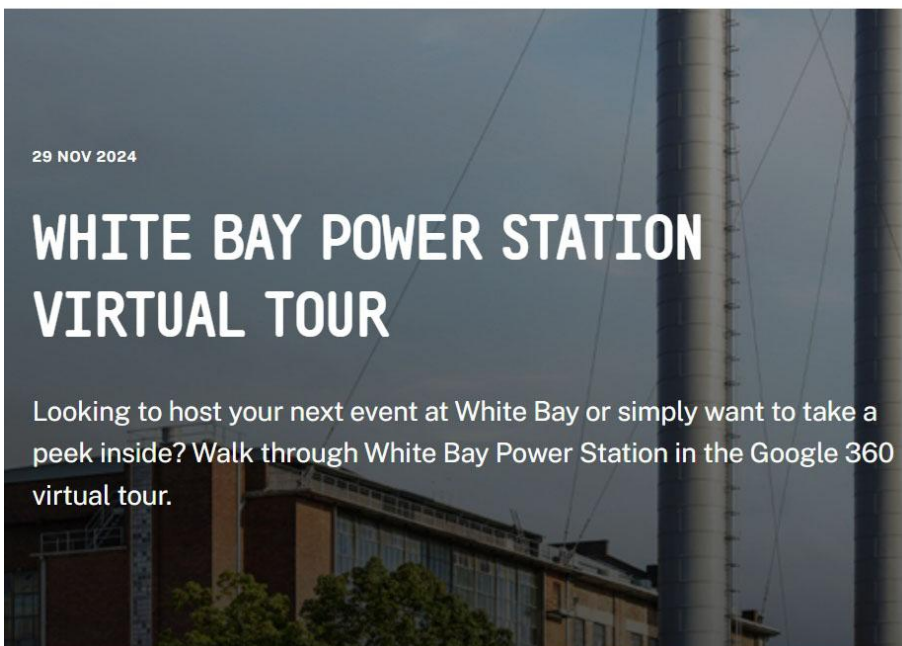 29 NOV 2024
WHITE BAY POWER STATION
VIRTUAL TOUR
Looking to host your next event at White Bay or simply want to take a
peek inside? Walk through White Bay Power Station in the Google 360
virtual tour.